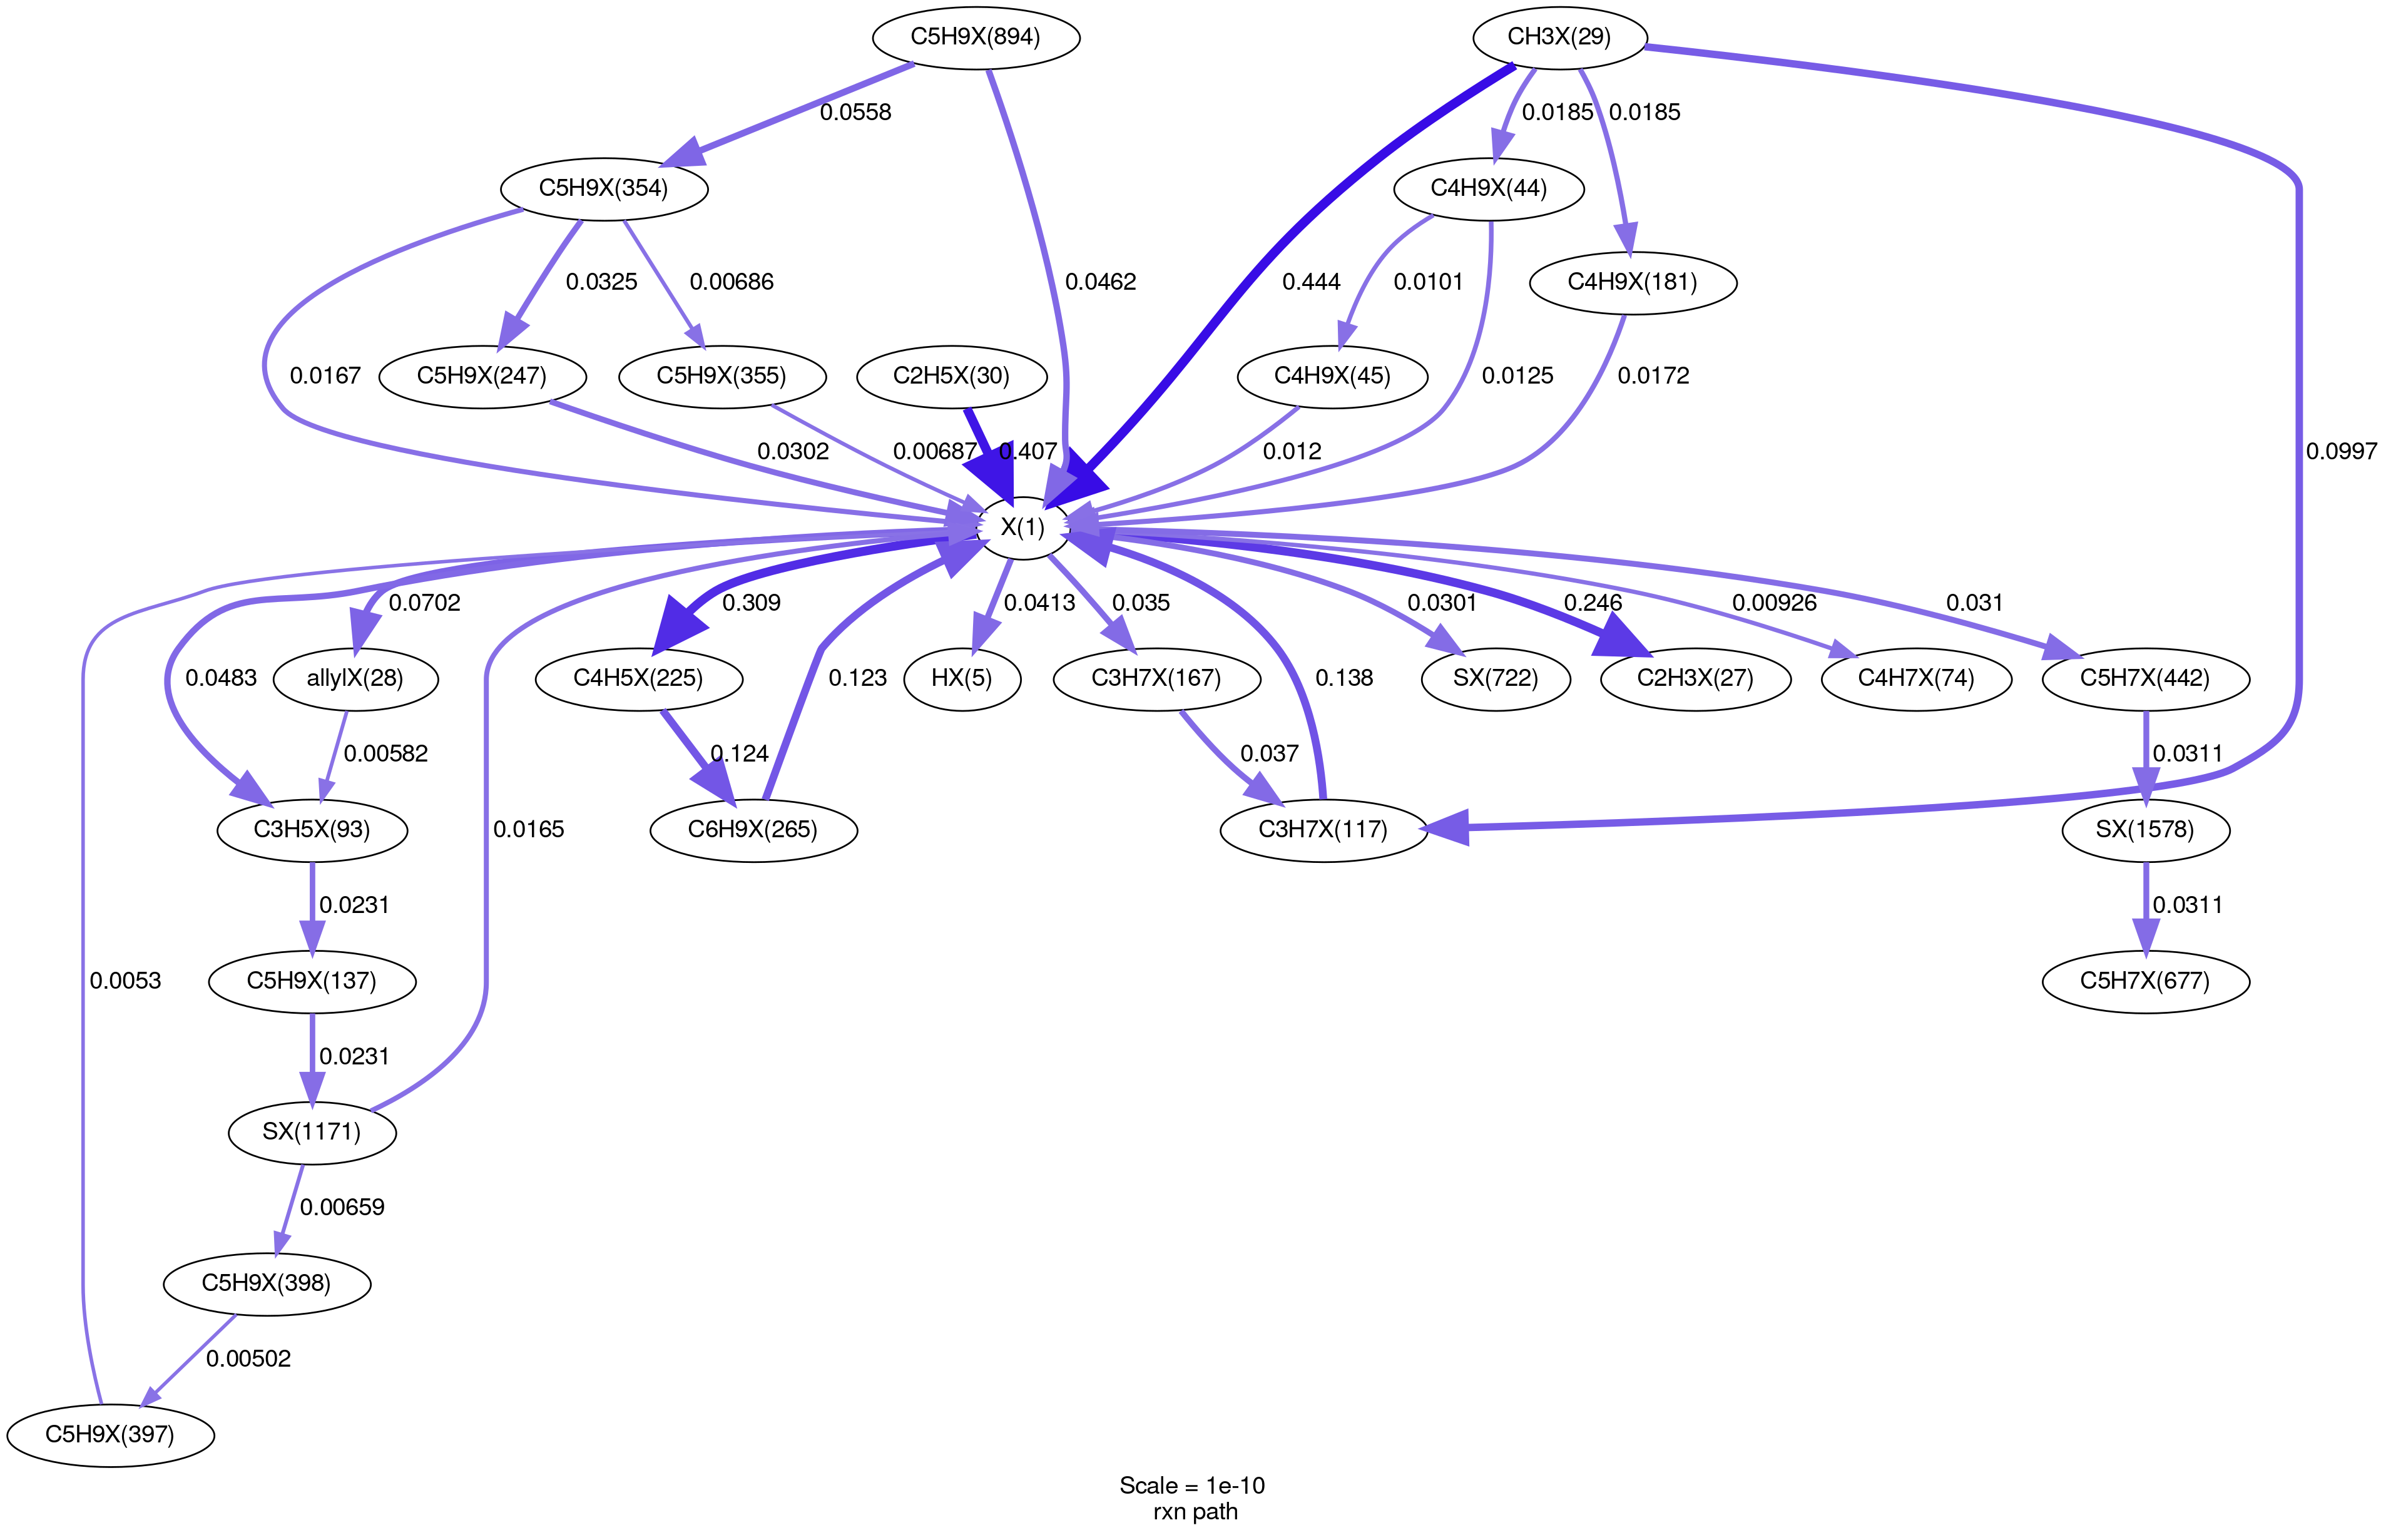 C5H9X(894)
CH3X(29)
0.0558
0.0185
0.0185
C5H9X(354)
C4H9X(44)
0.0325
0.00686
0.0462
0.444
0.0101
C4H9X(181)
0.0167
C5H9X(247)
C5H9X(355)
C2H5X(30)
C4H9X(45)
0.0125
0.0172
0.0302
0.00687
0.407
0.012
0.0997
X(1)
0.0702
0.309
0.0413
0.035
0.0301
0.246
0.00926
0.031
0.0483
allylX(28)
C4H5X(225)
0.123
HX(5)
C3H7X(167)
0.138
SX(722)
C2H3X(27)
C4H7X(74)
C5H7X(442)
0.00582
0.124
0.037
0.0311
C3H5X(93)
0.0165
C6H9X(265)
C3H7X(117)
SX(1578)
0.0231
0.0311
0.0053
C5H9X(137)
C5H7X(677)
0.0231
SX(1171)
0.00659
C5H9X(398)
0.00502
C5H9X(397)
Scale = 1e-10
rxn path